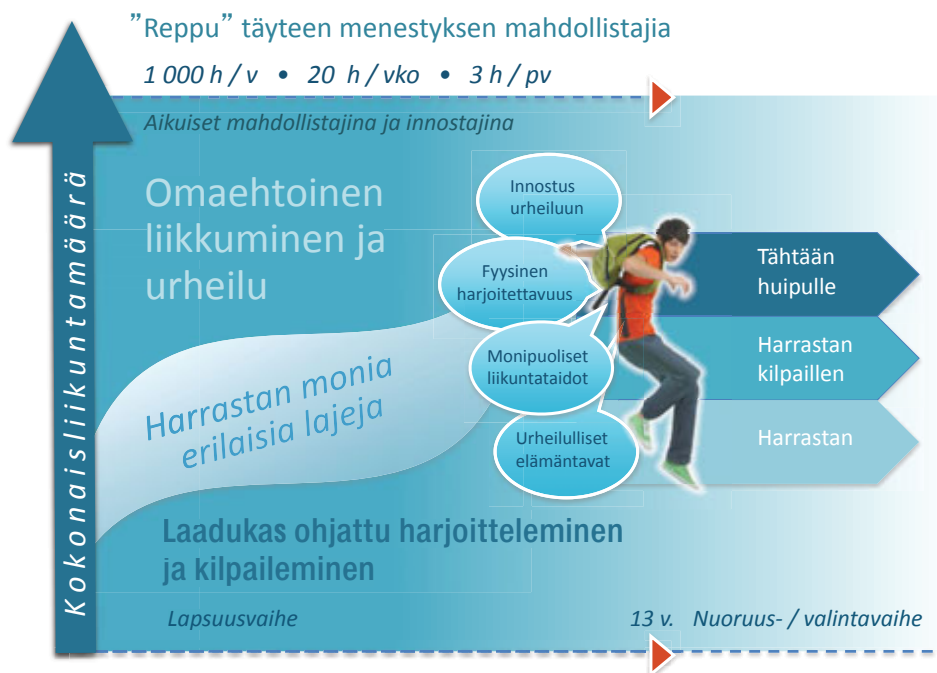 ”Reppu” täyteen menestyksen mahdollistajia
1 000 h / v • 20 h / vko • 3 h / pv
Aikuiset mahdollistajina ja innostajina
Kokonaisliikuntamäärä
Omaehtoinen
liikkuminen ja
urheilu
Innostus
urheiluun
Fyysinen
harjoitettavuus
Monipuoliset
liikuntataidot
Urheilulliset
elämäntavat
Tähtään
huipulle
Harrastan
kilpaillen
Harrastan
Harrastan monia
erilaisia lajeja
Laadukas ohjattu harjoitteleminen
ja kilpaileminen
Lapsuusvaihe
13 v. Nuoruus- / valintavaihe